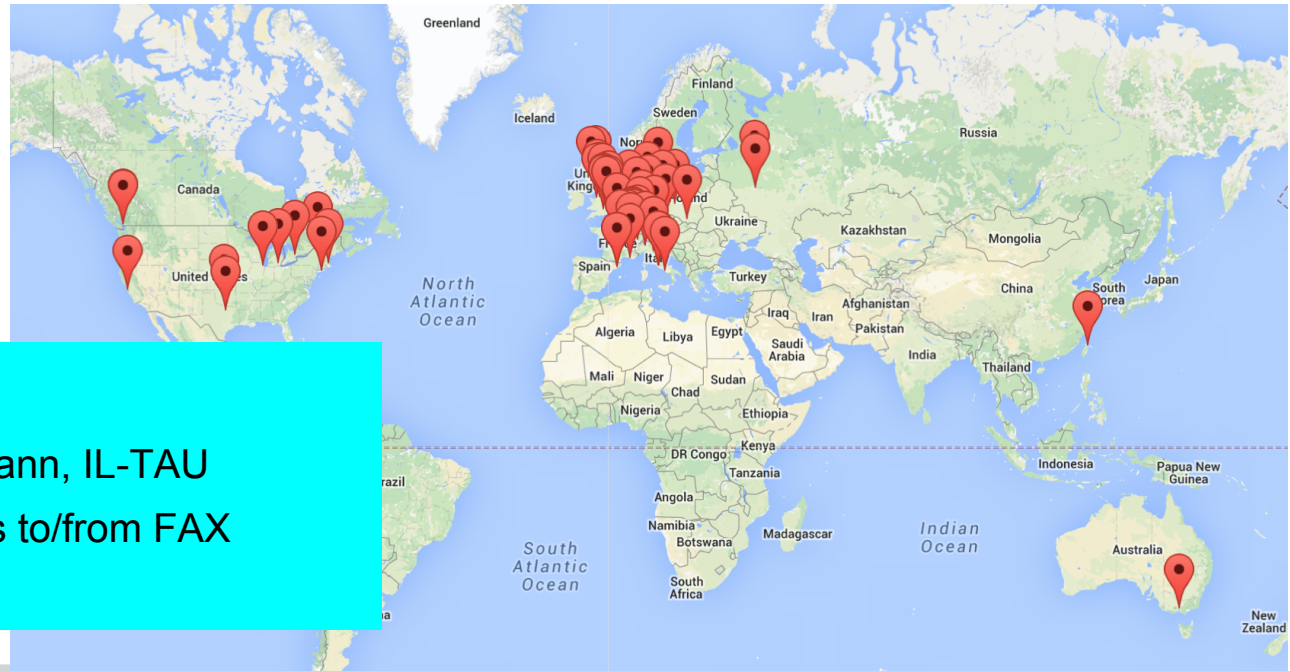 Greenland
Iceland
Finland
Sweden
Russia
Canada
Ukraine
Kazakhstan
Mongolia
Spain
Turkey
China
South
Japan
United
North
Atlantic
Ocean
Iraq
Iran
Afghanistan
Pakistan
Algeria
Libya
Egypt
Saudi
Arabia
India
Thailand
Mali
Niger
Chad
Sudan
Nigeria
Ethiopia
ann, IL-TAU
s to/from FAX
razil
DR Congo
Kenya
Tanzania
Indonesia
Papua New
Guinea
Angola
Namibia
Botswana
Madagascar
Indian
Ocean
Australia
South
Atlantic
Ocean
South
Africa
New
Zealand